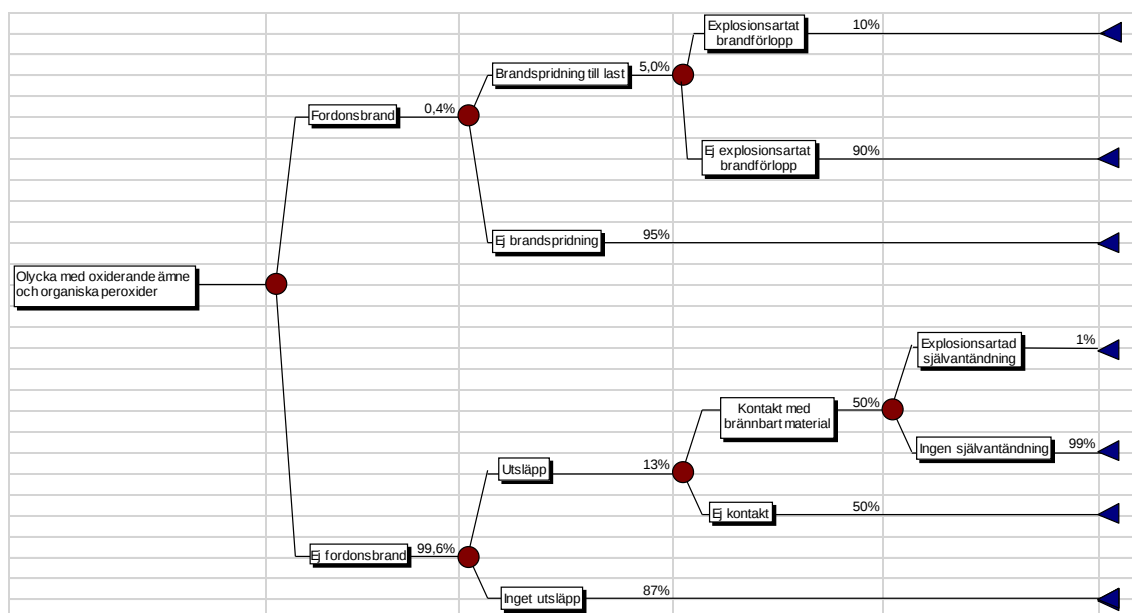 Explosionsartat
brandförlopp
10%
Brandspridning till last
5,0%
Fordonsbrand
0,4%
Ej explosionsartat
brandförlopp
90%
Ej brandspridning
95%
Olycka med oxiderande ämne
och organiska peroxider
Explosionsartad
självantändning
1%
Kontakt med
brännbart material
50%
Ingen självantändning
99%
Utsläpp
13%
Ej kontakt
50%
Ej fordonsbrand
99,6%
Inget utsläpp
87%